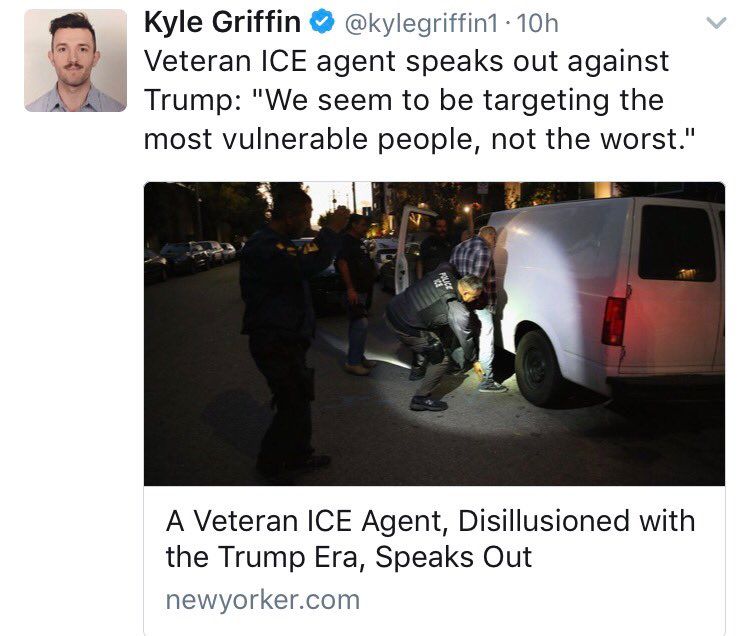 Kyle Griffin @kylegriffin1 · 10h
Veteran ICE agent speaks out against
Trump: "We seem to be targeting the
most vulnerable people, not the worst."
POLICE
ICE
A Veteran ICE Agent, Disillusioned with
the Trump Era, Speaks Out
newyorker.com